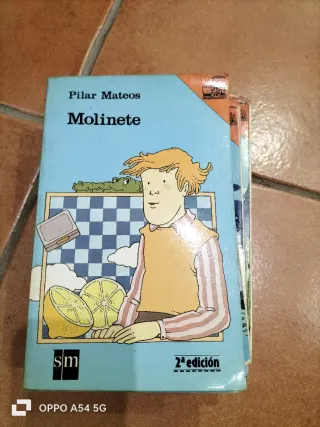 Pilar Mateos
Molinete
sm
2ª edición
OPPO A54 5G